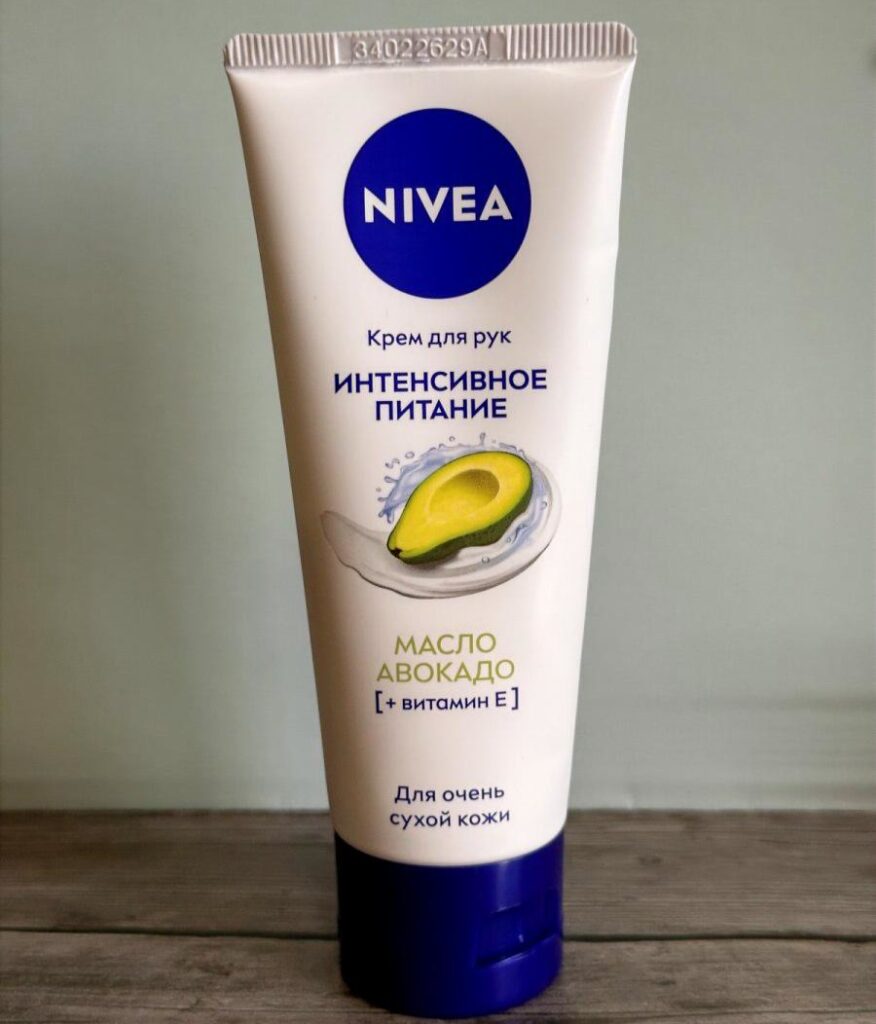 34022629A
NIVEA
Крем для рук
ИНТЕНСИВНОЕ
ПИТАНИЕ
МАСЛО
АВОКАДО
[+ витамин Е]
Для очень
сухой кожи